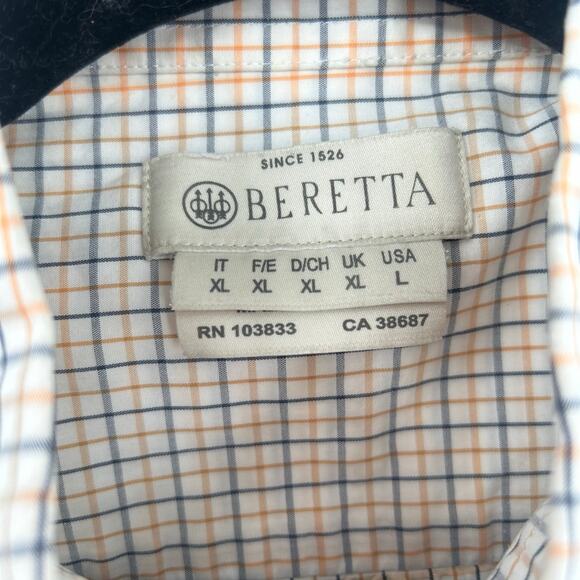 SINCE 1526
BERETTA
IT F/E D/CH UK USA
XL XL XL XL L
RN 103833 CA 38687